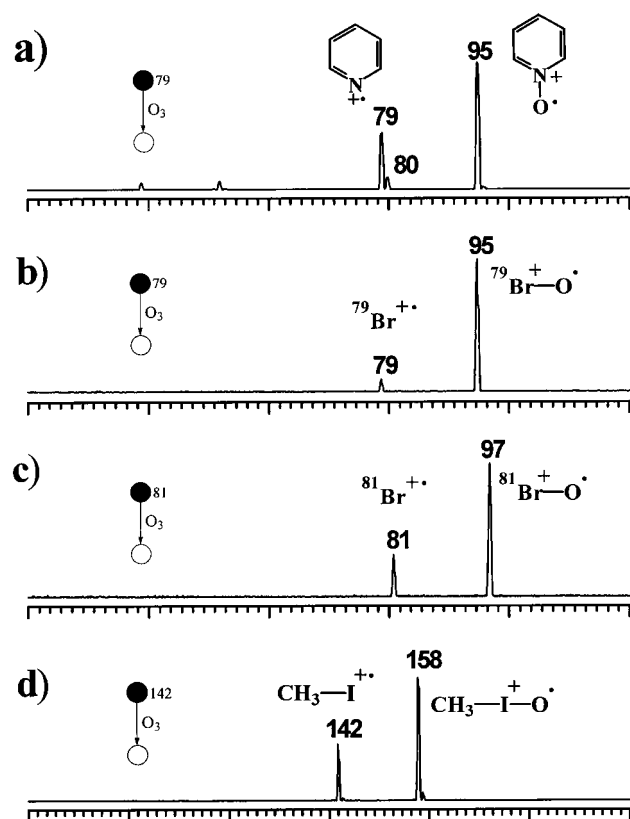 a)
79
O₃
N
+•
79
80
95
N
+
O•
b)
79
O₃
⁷⁹Br⁺•
79
95
⁷⁹Br⁺—O•
c)
81
O₃
⁸¹Br⁺•
81
97
⁸¹Br⁺—O•
d)
142
O₃
CH₃—I⁺•
142
158
CH₃—I⁺—O•